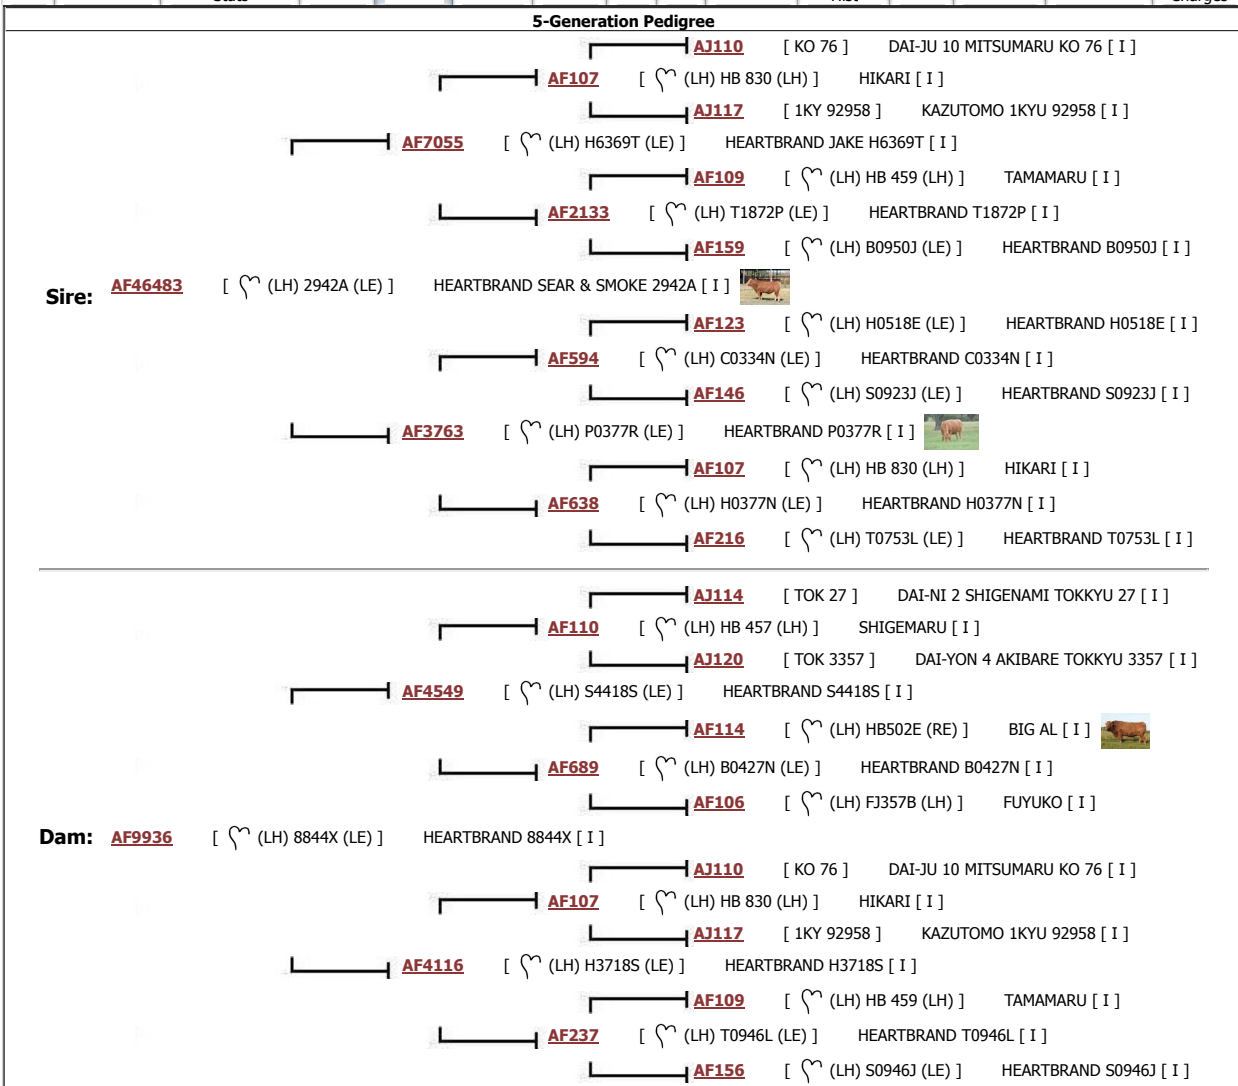 5-Generation Pedigree
AJ110 [ KO 76 ] DAI-JU 10 MITSUMARU KO 76 [ I ]
AF107 [ (LH) HB 830 (LH) ] HIKARI [ I ]
AJ117 [ 1KY 92958 ] KAZUTOMO 1KYU 92958 [ I ]
AF7055 [ (LH) H6369T (LE) ] HEARTBRAND JAKE H6369T [ I ]
AF109 [ (LH) HB 459 (LH) ] TAMAMARU [ I ]
AF2133 [ (LH) T1872P (LE) ] HEARTBRAND T1872P [ I ]
AF159 [ (LH) B0950J (LE) ] HEARTBRAND B0950J [ I ]
Sire: AF46483 [ (LH) 2942A (LE) ] HEARTBRAND SEAR & SMOKE 2942A [ I ]
AF123 [ (LH) H0518E (LE) ] HEARTBRAND H0518E [ I ]
AF594 [ (LH) C0334N (LE) ] HEARTBRAND C0334N [ I ]
AF146 [ (LH) S0923J (LE) ] HEARTBRAND S0923J [ I ]
AF3763 [ (LH) P0377R (LE) ] HEARTBRAND P0377R [ I ]
AF107 [ (LH) HB 830 (LH) ] HIKARI [ I ]
AF638 [ (LH) H0377N (LE) ] HEARTBRAND H0377N [ I ]
AF216 [ (LH) T0753L (LE) ] HEARTBRAND T0753L [ I ]
AJ114 [ TOK 27 ] DAI-NI 2 SHIGENAMI TOKKYU 27 [ I ]
AF110 [ (LH) HB 457 (LH) ] SHIGEMARU [ I ]
AJ120 [ TOK 3357 ] DAI-YON 4 AKIBARE TOKKYU 3357 [ I ]
AF4549 [ (LH) S4418S (LE) ] HEARTBRAND S4418S [ I ]
AF114 [ (LH) HB502E (RE) ] BIG AL [ I ]
AF689 [ (LH) B0427N (LE) ] HEARTBRAND B0427N [ I ]
AF106 [ (LH) FJ357B (LH) ] FUYUKO [ I ]
Dam: AF9936 [ (LH) 8844X (LE) ] HEARTBRAND 8844X [ I ]
AJ110 [ KO 76 ] DAI-JU 10 MITSUMARU KO 76 [ I ]
AF107 [ (LH) HB 830 (LH) ] HIKARI [ I ]
AJ117 [ 1KY 92958 ] KAZUTOMO 1KYU 92958 [ I ]
AF4116 [ (LH) H3718S (LE) ] HEARTBRAND H3718S [ I ]
AF109 [ (LH) HB 459 (LH) ] TAMAMARU [ I ]
AF237 [ (LH) T0946L (LE) ] HEARTBRAND T0946L [ I ]
AF156 [ (LH) S0946J (LE) ] HEARTBRAND S0946J [ I ]